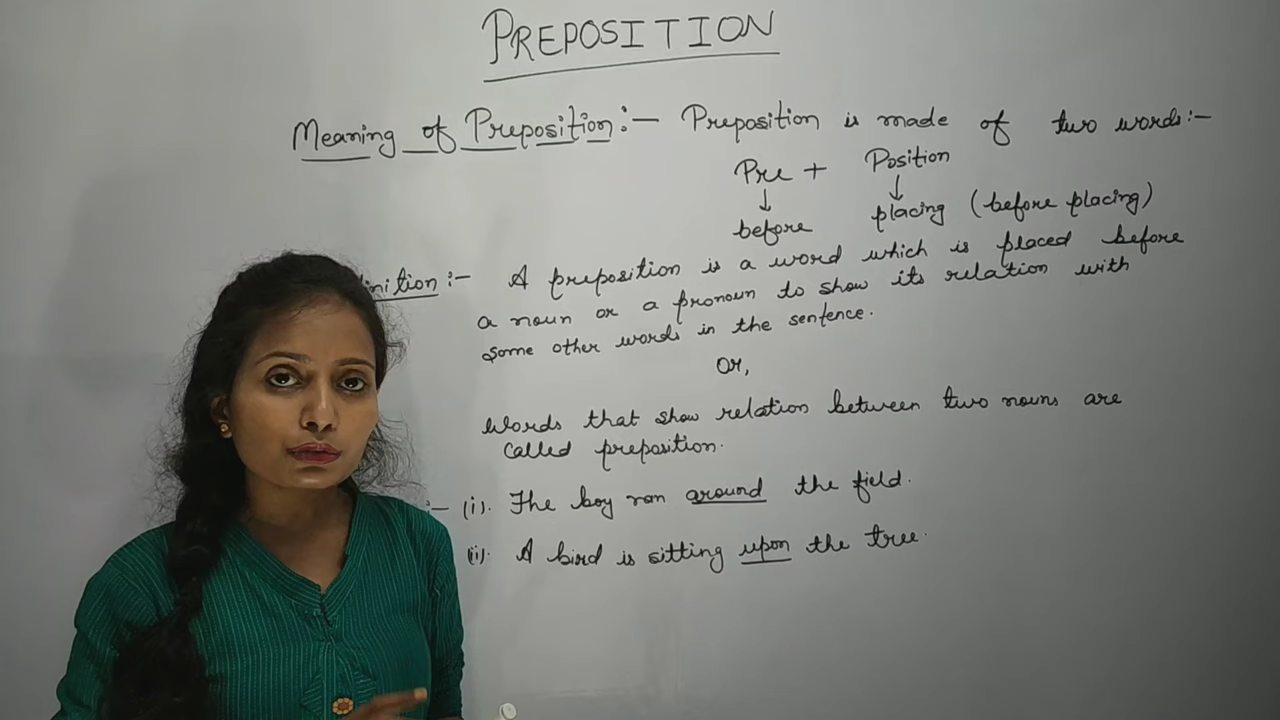 PREPOSITION
Meaning of Preposition:- Preposition is made of two words:-
Pre + Position
↓ ↓
before placing (before placing)
inition :- A preposition is a word which is placed before
a noun or a pronoun to show its relation with
some other words in the sentence.
Or,
Words that show relation between two nouns are
called preposition.
:- (i). The boy ran around the field.
(ii). A bird is sitting upon the tree.